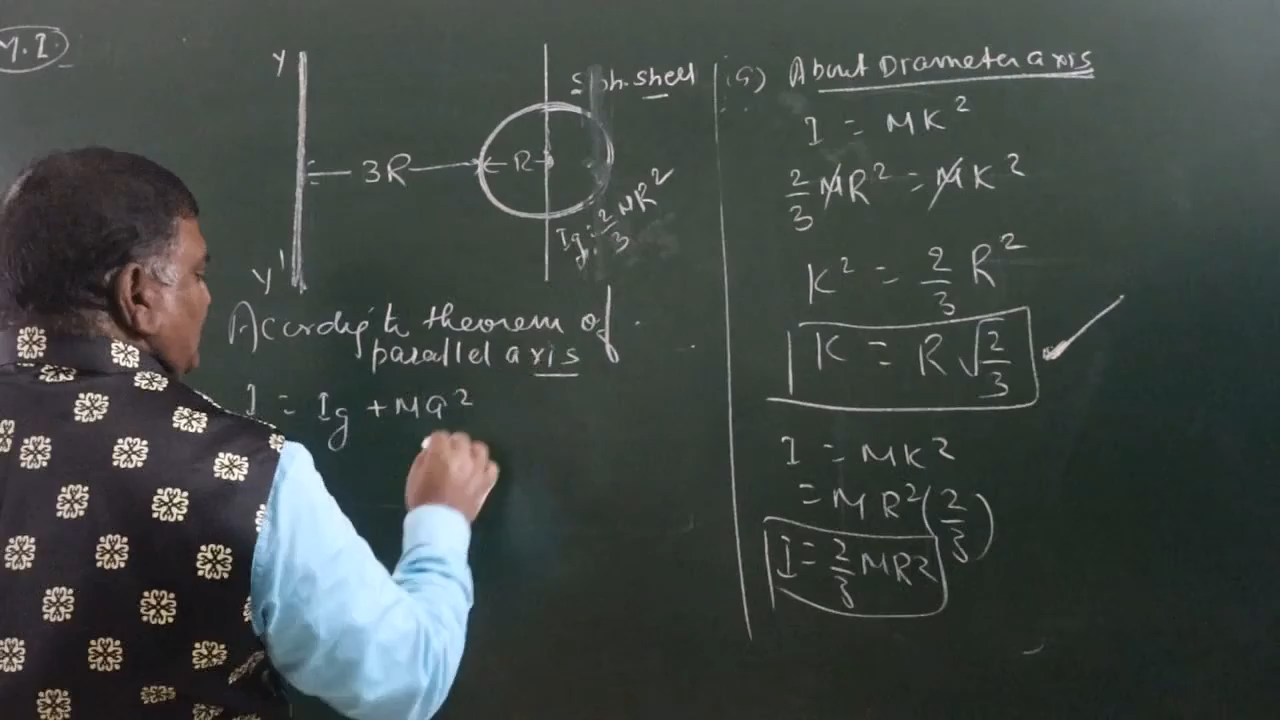 M.I
Y
Sph. shell
3R
R
Ig = 2/3 MR²
Y'
According to theorem of
parallel axis
I = Ig + Ma²
About Diameter axis
I = MK²
2/3 MR² = MK²
K² = 2/3 R²
K = R√2/3
I = MK²
= MR² (2/3)
I = 2/3 MR²